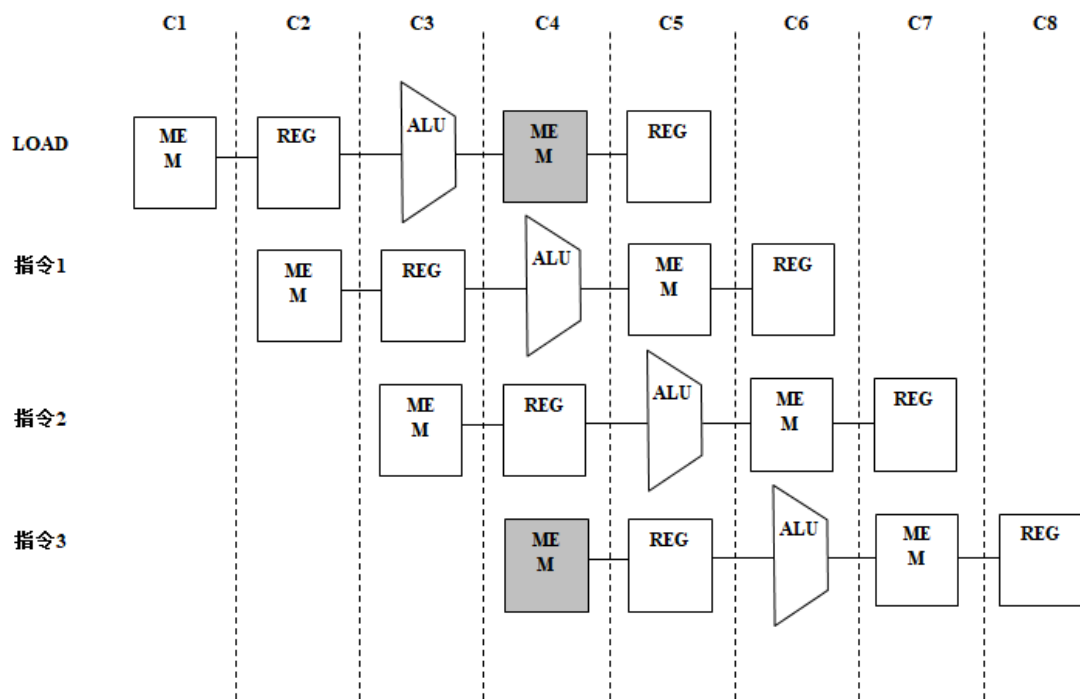 C1 C2 C3 C4 C5 C6 C7 C8
LOAD
ME
M
REG
ALU
ME
M
REG
指令1
ME
M
REG
ALU
ME
M
REG
指令2
ME
M
REG
ALU
ME
M
REG
指令3
ME
M
REG
ALU
ME
M
REG